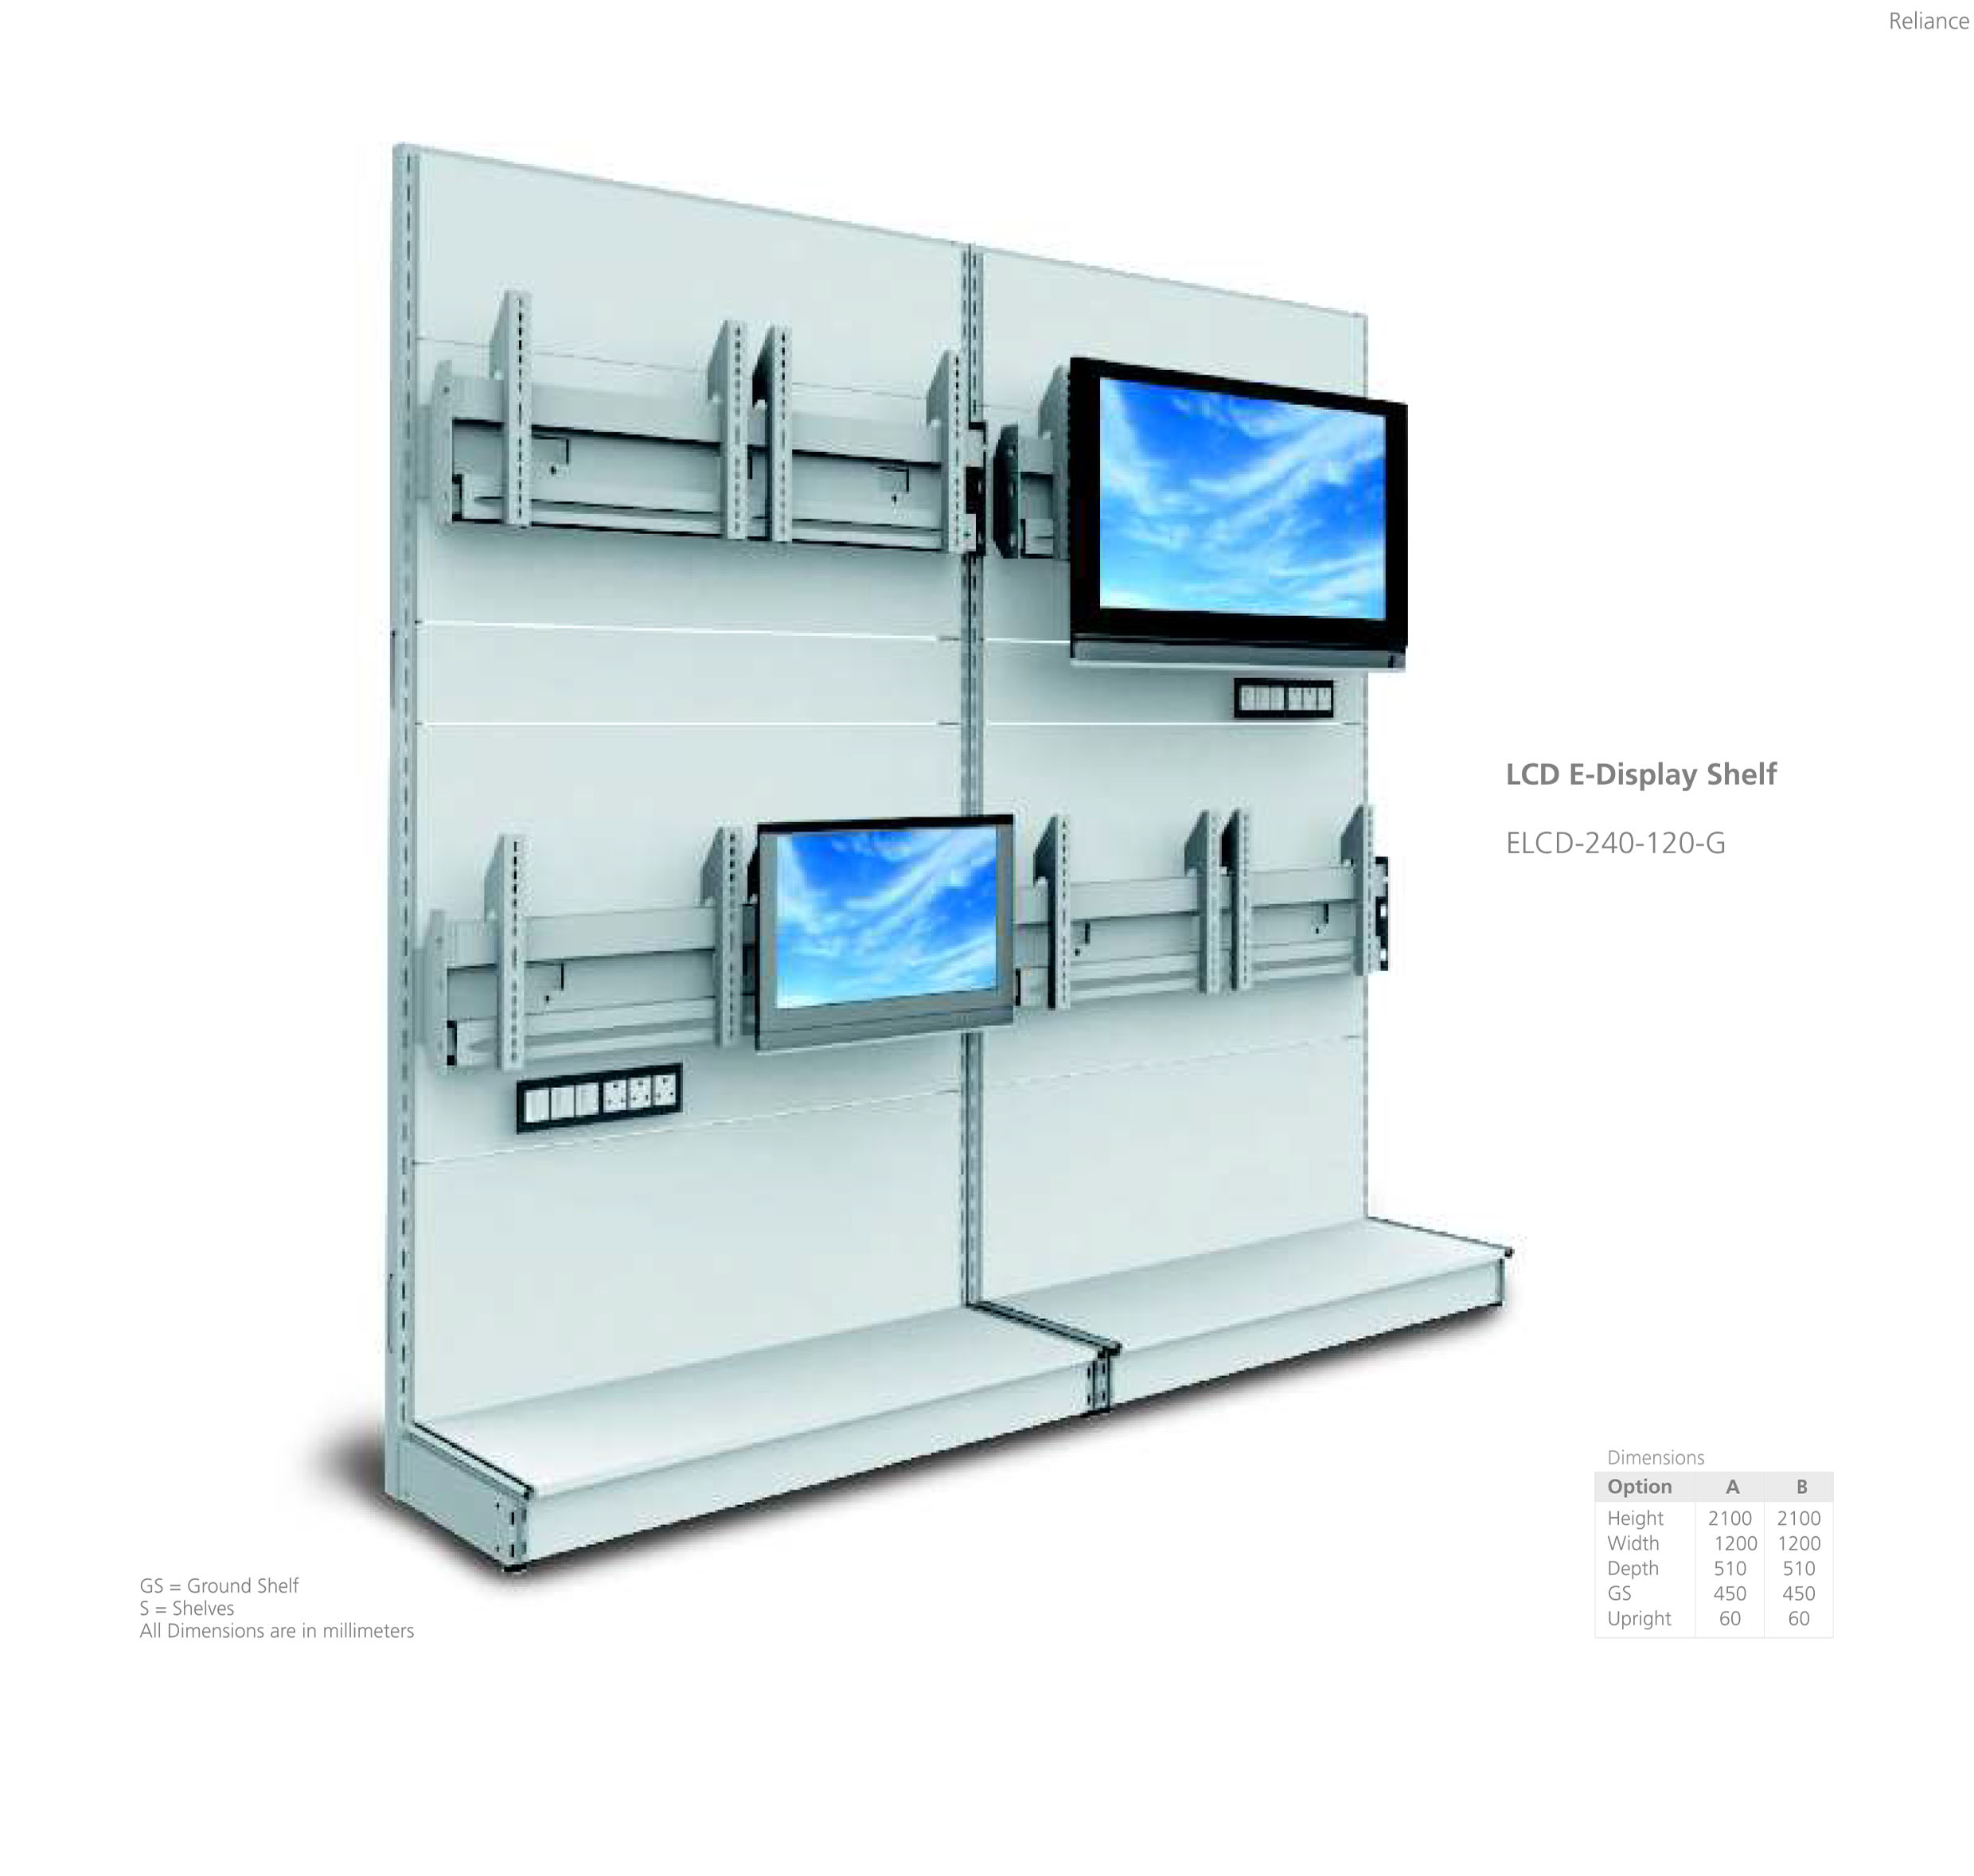 Reliance
LCD E-Display Shelf
ELCD-240-120-G
Dimensions
Option A B
Height 2100 2100
Width 1200 1200
Depth 510 510
GS 450 450
Upright 60 60
GS = Ground Shelf
S = Shelves
All Dimensions are in millimeters